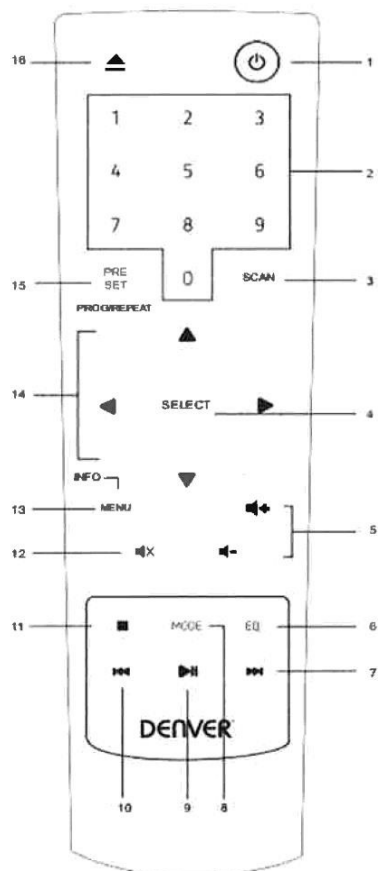 16 1
1 2 3
4 5 6 2
7 8 9
15 PRE SET 0 SCAN 3
PROG/REPEAT
14 SELECT 4
INFO
13 MENU 5
12
11 MODE EQ 6
7
DENVER
10 9 8